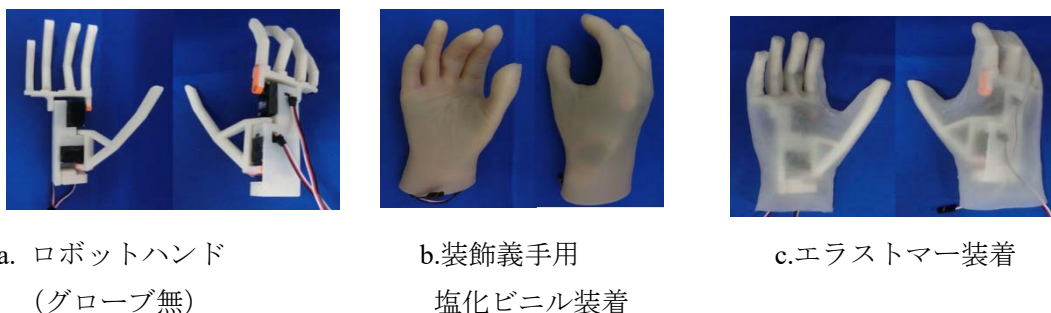 a. ロボットハンド
（グローブ無）
b.装飾義手用
塩化ビニル装着
c.エラストマー装着